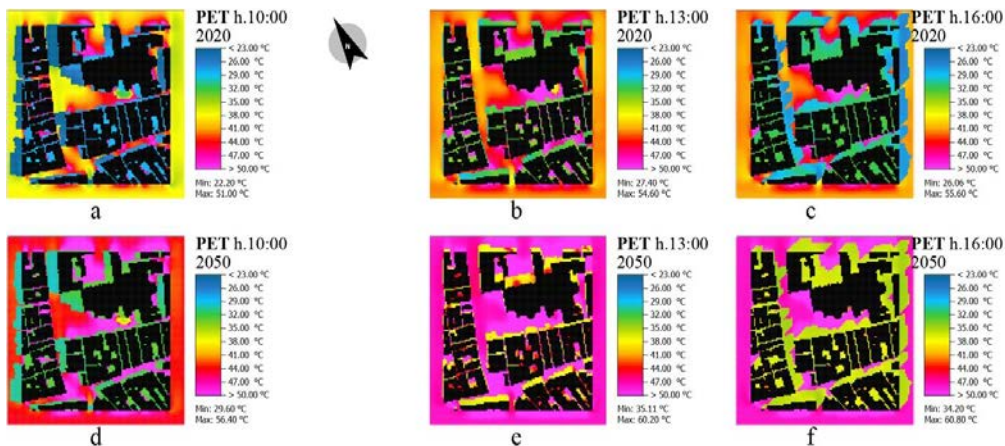 PET h.10:00
2020
< 23.00 °C
26.00 °C
29.00 °C
32.00 °C
35.00 °C
38.00 °C
41.00 °C
44.00 °C
47.00 °C
> 50.00 °C
Min: 22.20 °C
Max: 51.00 °C
a
N
PET h.13:00
2020
< 23.00 °C
26.00 °C
29.00 °C
32.00 °C
35.00 °C
38.00 °C
41.00 °C
44.00 °C
47.00 °C
> 50.00 °C
Min: 27.40 °C
Max: 54.60 °C
b
PET h.16:00
2020
< 23.00 °C
26.00 °C
29.00 °C
32.00 °C
35.00 °C
38.00 °C
41.00 °C
44.00 °C
47.00 °C
> 50.00 °C
Min: 26.06 °C
Max: 55.60 °C
c
PET h.10:00
2050
< 23.00 °C
26.00 °C
29.00 °C
32.00 °C
35.00 °C
38.00 °C
41.00 °C
44.00 °C
47.00 °C
> 50.00 °C
Min: 29.60 °C
Max: 56.40 °C
d
PET h.13:00
2050
< 23.00 °C
26.00 °C
29.00 °C
32.00 °C
35.00 °C
38.00 °C
41.00 °C
44.00 °C
47.00 °C
> 50.00 °C
Min: 35.11 °C
Max: 60.20 °C
e
PET h.16:00
2050
< 23.00 °C
26.00 °C
29.00 °C
32.00 °C
35.00 °C
38.00 °C
41.00 °C
44.00 °C
47.00 °C
> 50.00 °C
Min: 34.20 °C
Max: 60.80 °C
f